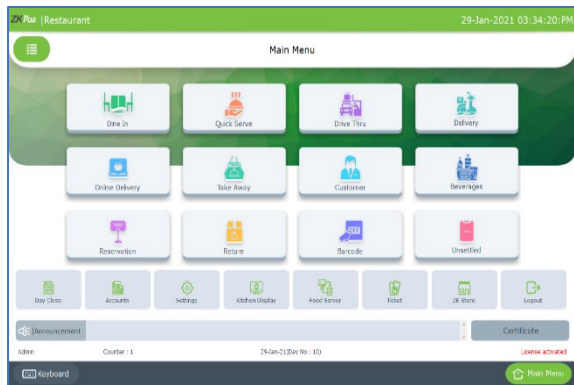 ZKPos |Restaurant 29-Jan-2021 03:34:20:PM
Main Menu
Dine In Quick Serve Drive Thru Delivery
Online Delivery Take Away Customer Beverages
Reservation Return Barcode Unsettled
Day Close Accounts Settings Kitchen Display Food Server Ticket ZK Store Logout
Announcement Certificate
Admin Counter : 1 29-Jan-21(Day No : 10) License activated
Keyboard Main Menu